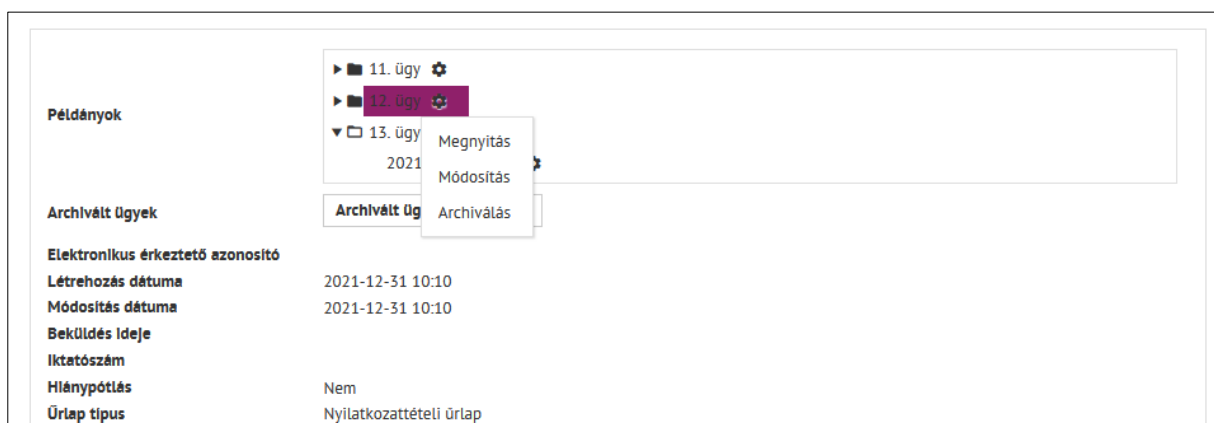 11. ügy
Példányok
12. ügy
13. ügy
Megnyitás
2021
Módosítás
Archivált ügyek
Archivált üg
Archiválás
Elektronikus érkeztető azonosító
Létrehozás dátuma 2021-12-31 10:10
Módosítás dátuma 2021-12-31 10:10
Beküldés ideje
Iktatószám
Hiánypótlás Nem
Űrlap típus Nyilatkozattételi űrlap